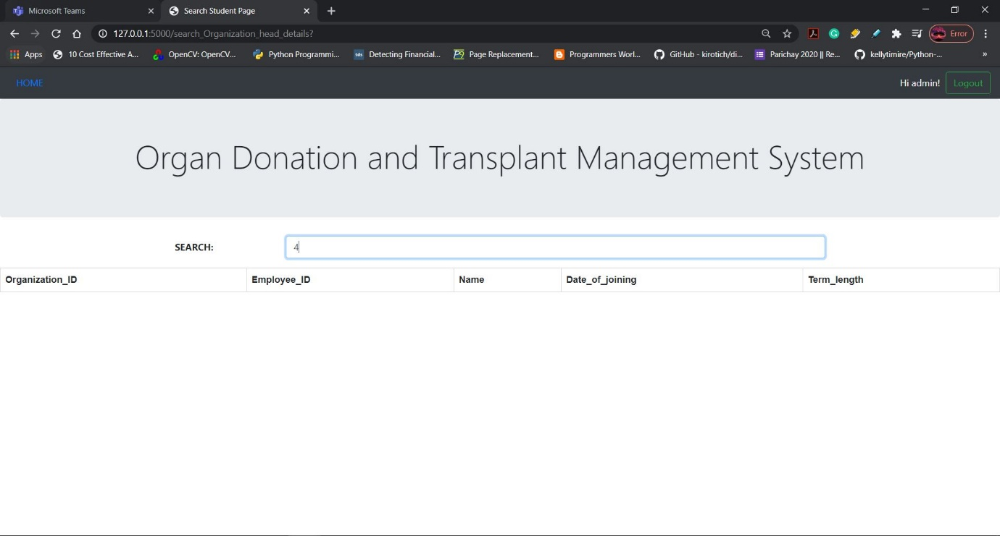 Microsoft Teams
Search Student Page
127.0.0.1:5000/search_Organization_head_details?
Error
Apps
10 Cost Effective A...
OpenCV: OpenCV...
Python Programmi...
tds
Detecting Financial...
Page Replacement...
Programmers Worl...
GitHub - kirotich/di...
Parichay 2020 || Re...
kellytimire/Python-...
»
HOME
Hi admin!
Logout
Organ Donation and Transplant Management System
SEARCH:
4
Organization_ID
Employee_ID
Name
Date_of_joining
Term_length